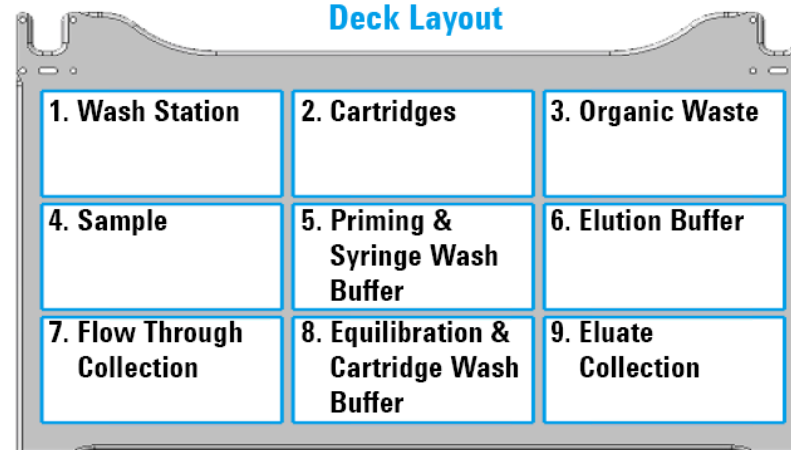 Deck Layout
1. Wash Station
2. Cartridges
3. Organic Waste
4. Sample
5. Priming &
Syringe Wash
Buffer
6. Elution Buffer
7. Flow Through
Collection
8. Equilibration &
Cartridge Wash
Buffer
9. Eluate
Collection